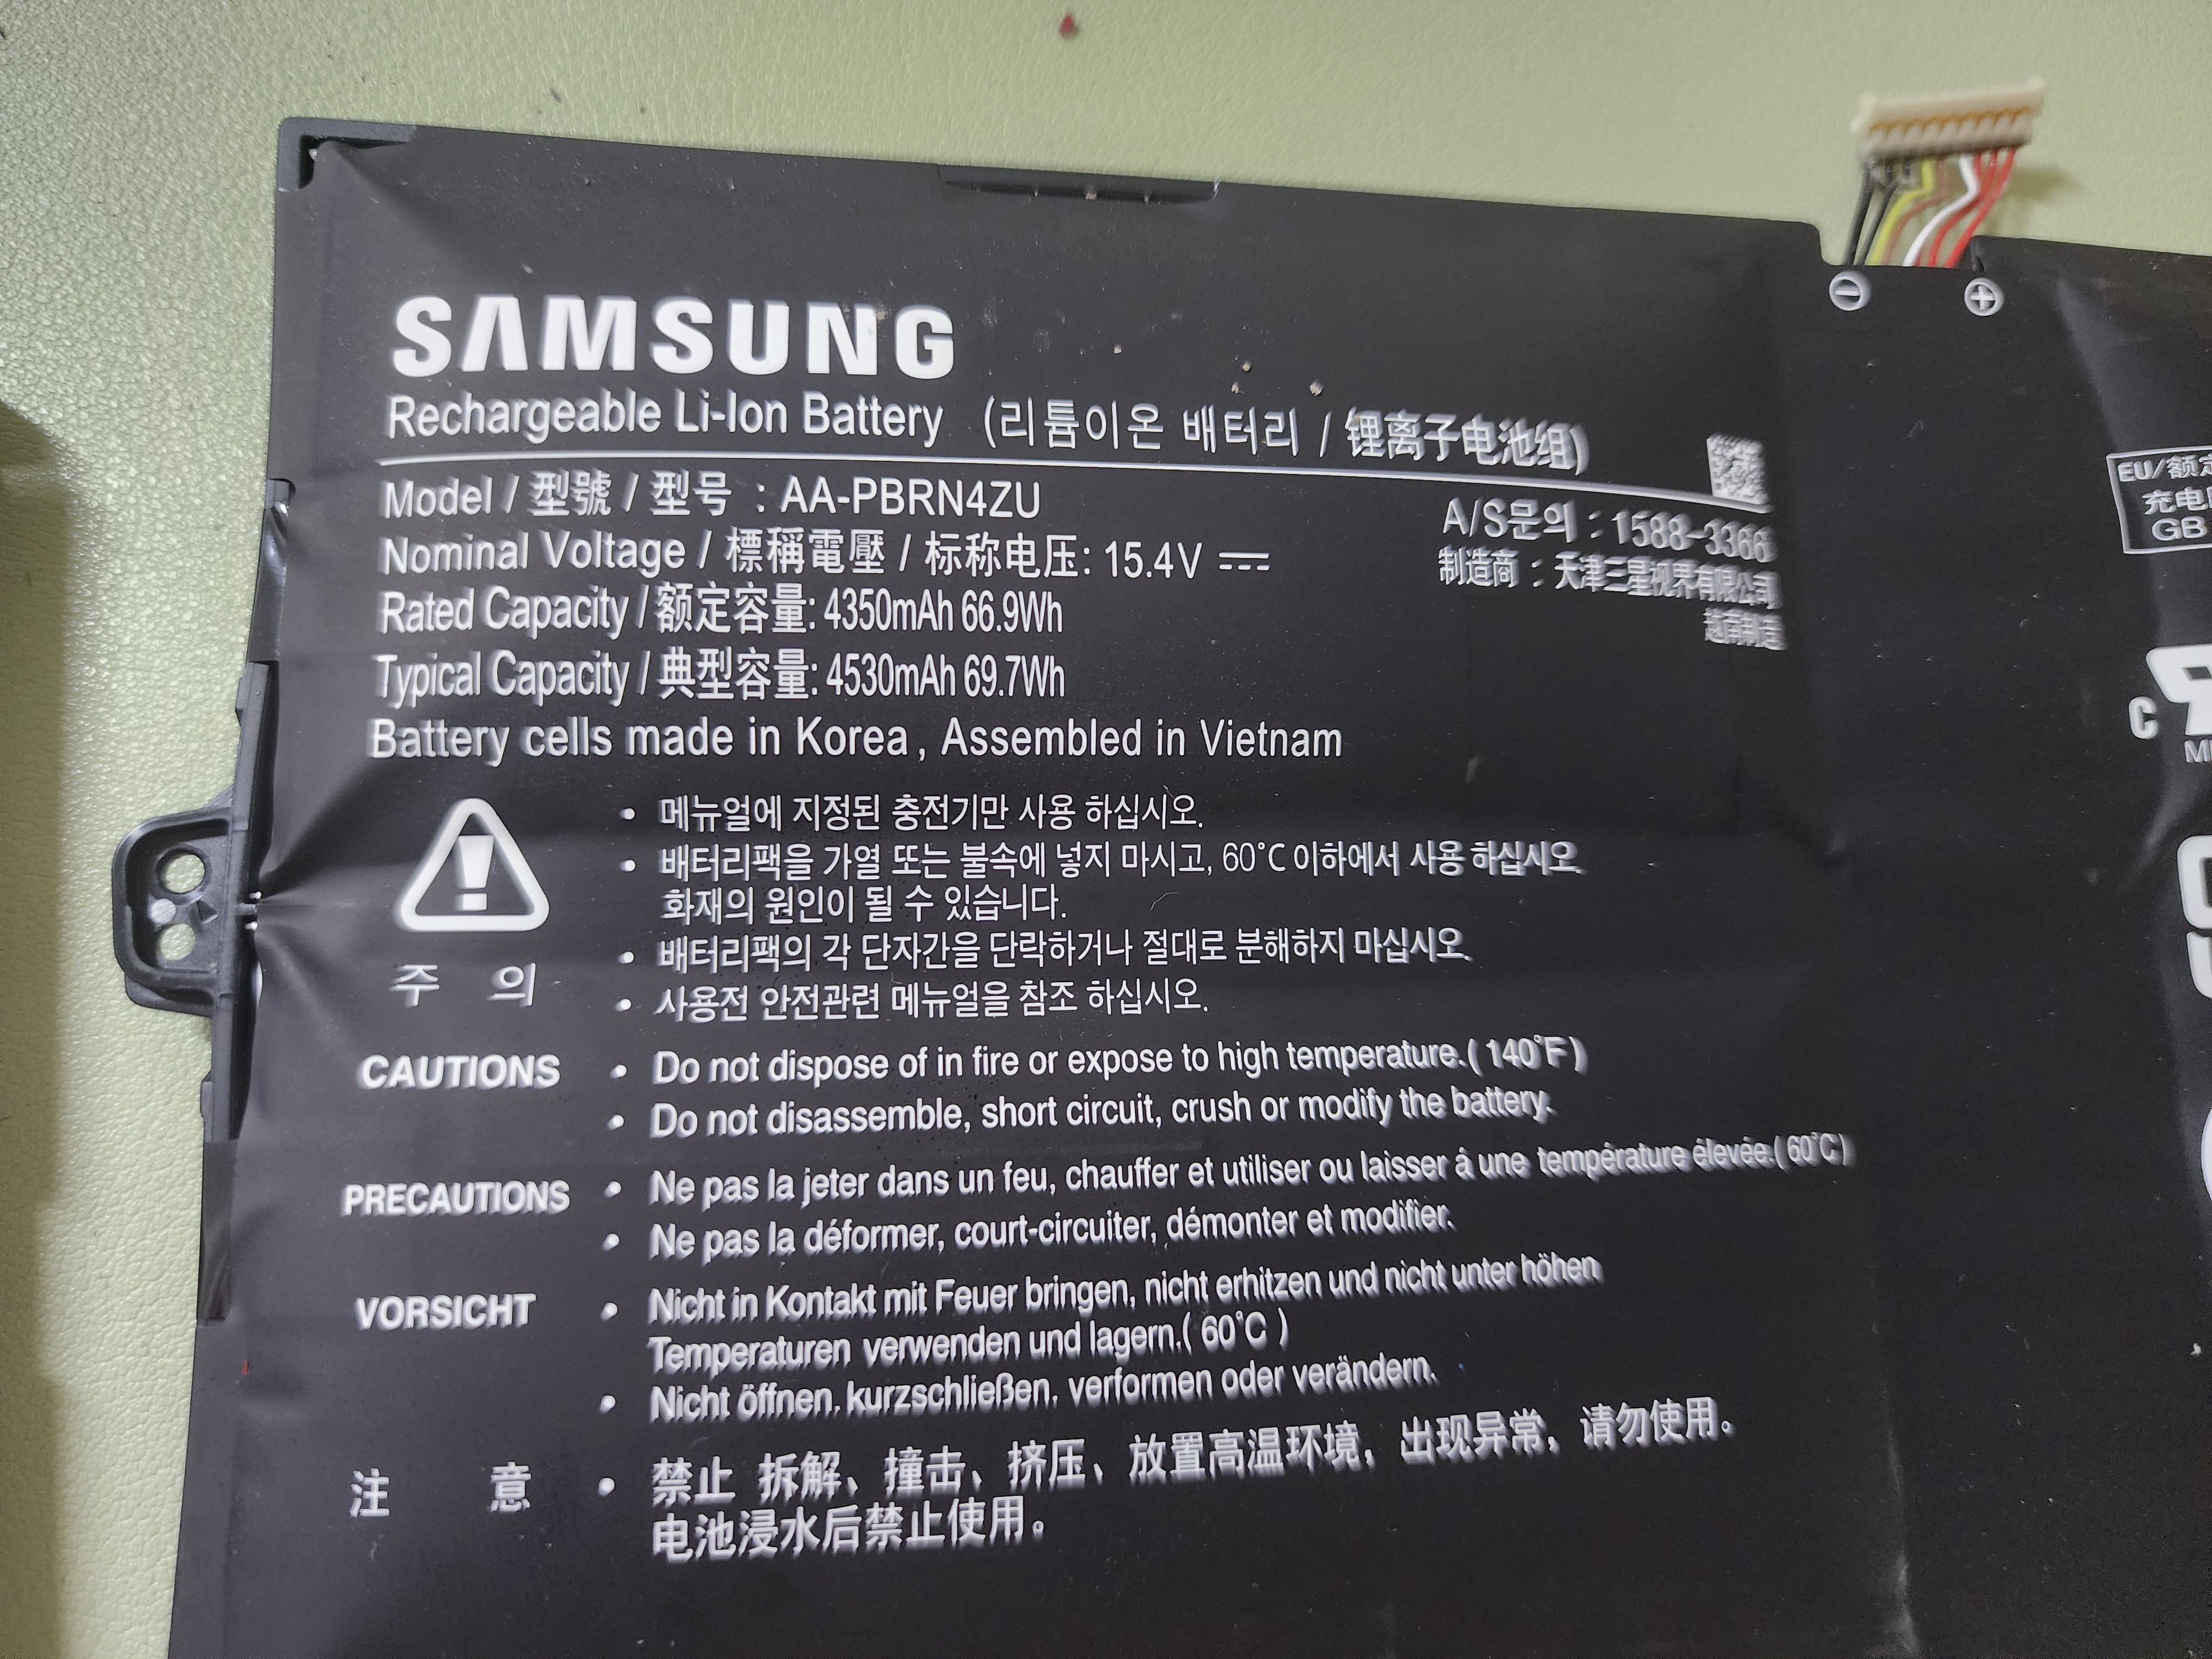 SAMSUNG
Rechargeable Li-Ion Battery (리튬이온 배터리 / 锂离子电池组)
Model / 型號 / 型号 : AA-PBRN4ZU
A/S문의 : 1588-3366
Nominal Voltage / 標稱電壓 / 标称电压: 15.4V
制造商 : 天津三星视界有限公司
Rated Capacity / 额定容量: 4350mAh 66.9Wh
越南制造
Typical Capacity / 典型容量: 4530mAh 69.7Wh
Battery cells made in Korea, Assembled in Vietnam
주 의
• 메뉴얼에 지정된 충전기만 사용 하십시오.
• 배터리팩을 가열 또는 불속에 넣지 마시고, 60°C 이하에서 사용 하십시오.
화재의 원인이 될 수 있습니다.
• 배터리팩의 각 단자간을 단락하거나 절대로 분해하지 마십시오.
• 사용전 안전관련 메뉴얼을 참조 하십시오.
CAUTIONS • Do not dispose of in fire or expose to high temperature.( 140°F )
• Do not disassemble, short circuit, crush or modify the battery.
PRECAUTIONS • Ne pas la jeter dans un feu, chauffer et utiliser ou laisser â une température élevée.( 60°C )
• Ne pas la déformer, court-circuiter, démonter et modifier.
VORSICHT • Nicht in Kontakt mit Feuer bringen, nicht erhitzen und nicht unter höhen
Temperaturen verwenden und lagern.( 60°C )
• Nicht öffnen, kurzschließen, verformen oder verändern.
注 意 • 禁止 拆解、撞击、挤压、放置高温环境，出现异常，请勿使用。
电池浸水后禁止使用。
EU/额定
充电
GB
C